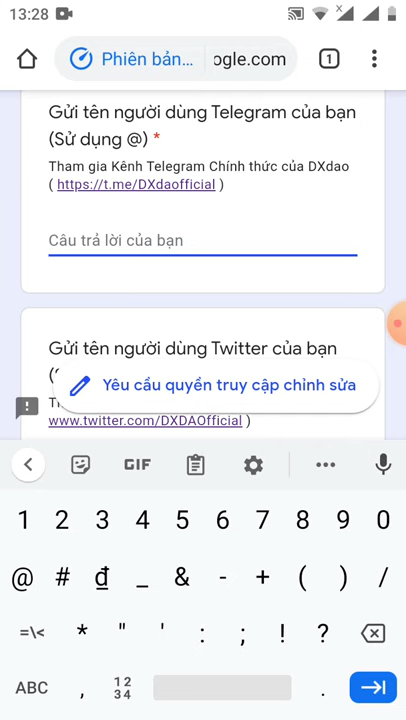 13:28
Phiên bản... ogle.com 1
Gửi tên người dùng Telegram của bạn
(Sử dụng @) *
Tham gia Kênh Telegram Chính thức của DXdao
( https://t.me/DXdaofficial )
Câu trả lời của bạn
Gửi tên người dùng Twitter của bạn
Yêu cầu quyền truy cập chỉnh sửa
www.twitter.com/DXDAOfficial )
GIF
1 2 3 4 5 6 7 8 9 0
@ # ₫ _ & - + ( ) /
=\< * " ' : ; ! ?
ABC , 12 34 .